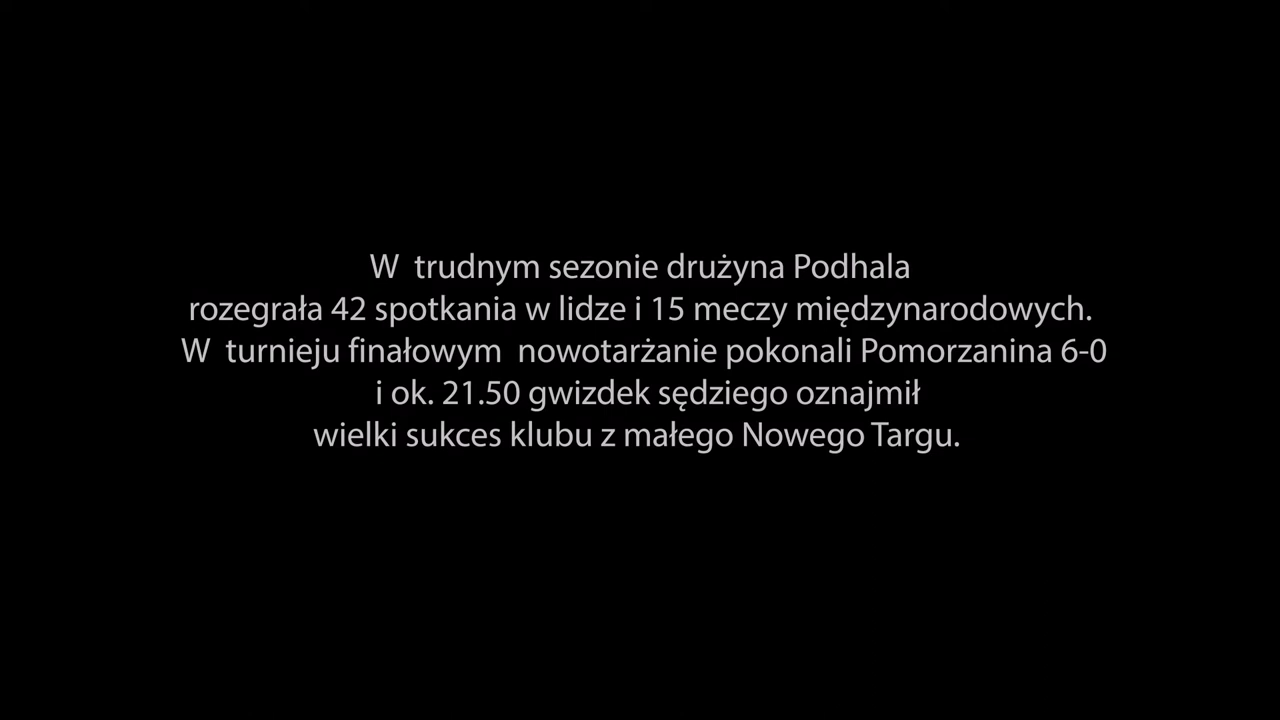 W  trudnym sezonie drużyna Podhala
rozegrała 42 spotkania w lidze i 15 meczy międzynarodowych.
W  turnieju finałowym  nowotarżanie pokonali Pomorzanina 6-0
i ok. 21.50 gwizdek sędziego oznajmił
wielki sukces klubu z małego Nowego Targu.